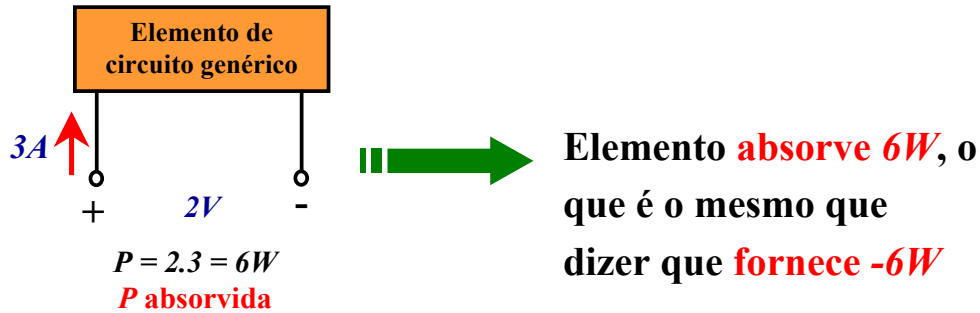 Elemento de
circuito genérico
3A
+ 2V -
P = 2.3 = 6W
P absorvida
Elemento absorve 6W, o
que é o mesmo que
dizer que fornece -6W